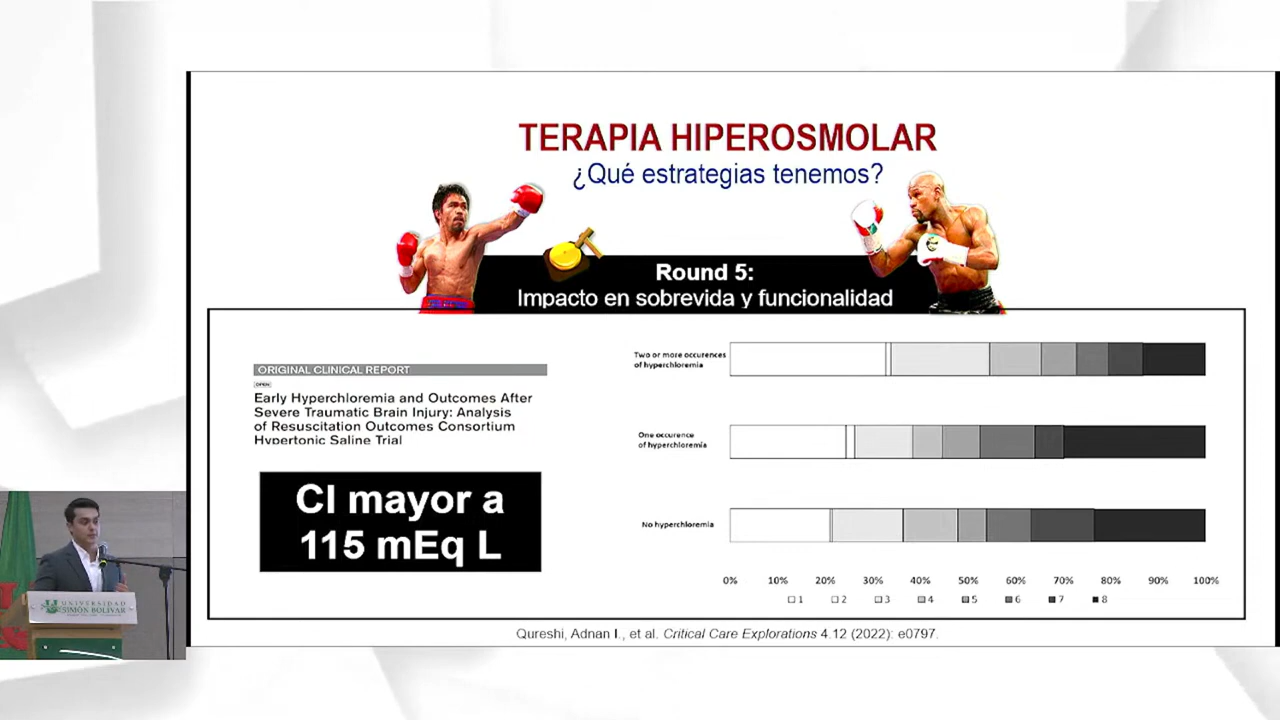 TERAPIA HIPEROSMOLAR
¿Qué estrategias tenemos?
Round 5:
Impacto en sobrevida y funcionalidad
ORIGINAL CLINICAL REPORT
OPEN
Early Hyperchloremia and Outcomes After
Severe Traumatic Brain Injury: Analysis
of Resuscitation Outcomes Consortium
Hypertonic Saline Trial
Cl mayor a
115 mEq L
Two or more occurences
of hyperchloremia
One occurence
of hyperchloremia
No hyperchloremia
0% 10% 20% 30% 40% 50% 60% 70% 80% 90% 100%
1 2 3 4 5 6 7 8
Qureshi, Adnan I., et al. Critical Care Explorations 4.12 (2022): e0797.
UNIVERSIDAD
SIMÓN BOLÍVAR